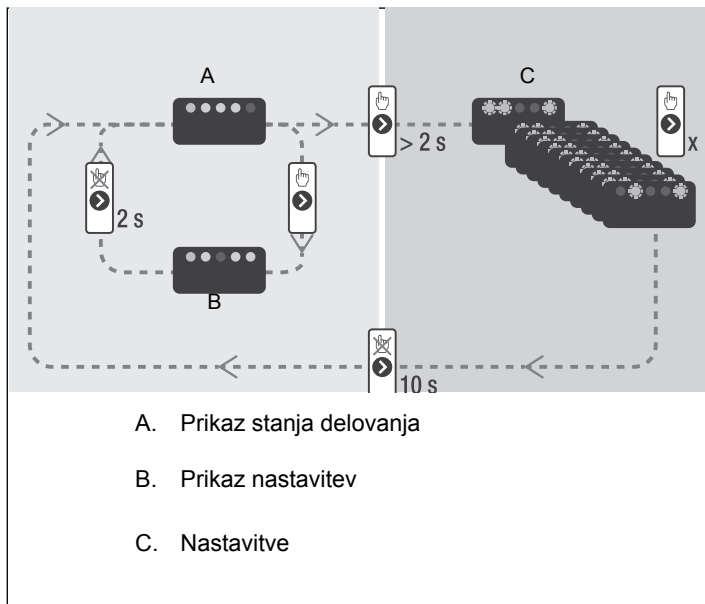 A
C
> 2 s
x
2 s
B
10 s
A. Prikaz stanja delovanja
B. Prikaz nastavitev
C. Nastavitve